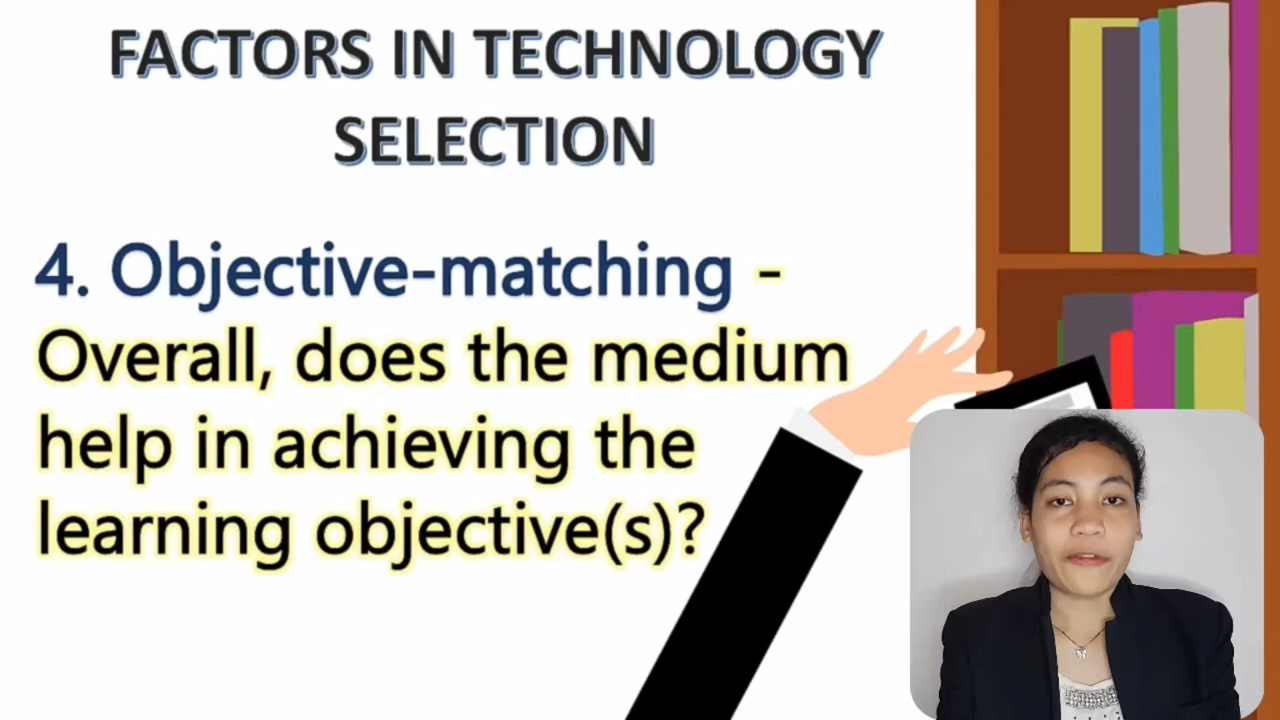 FACTORS IN TECHNOLOGY
SELECTION
4. Objective-matching -
Overall, does the medium
help in achieving the
learning objective(s)?